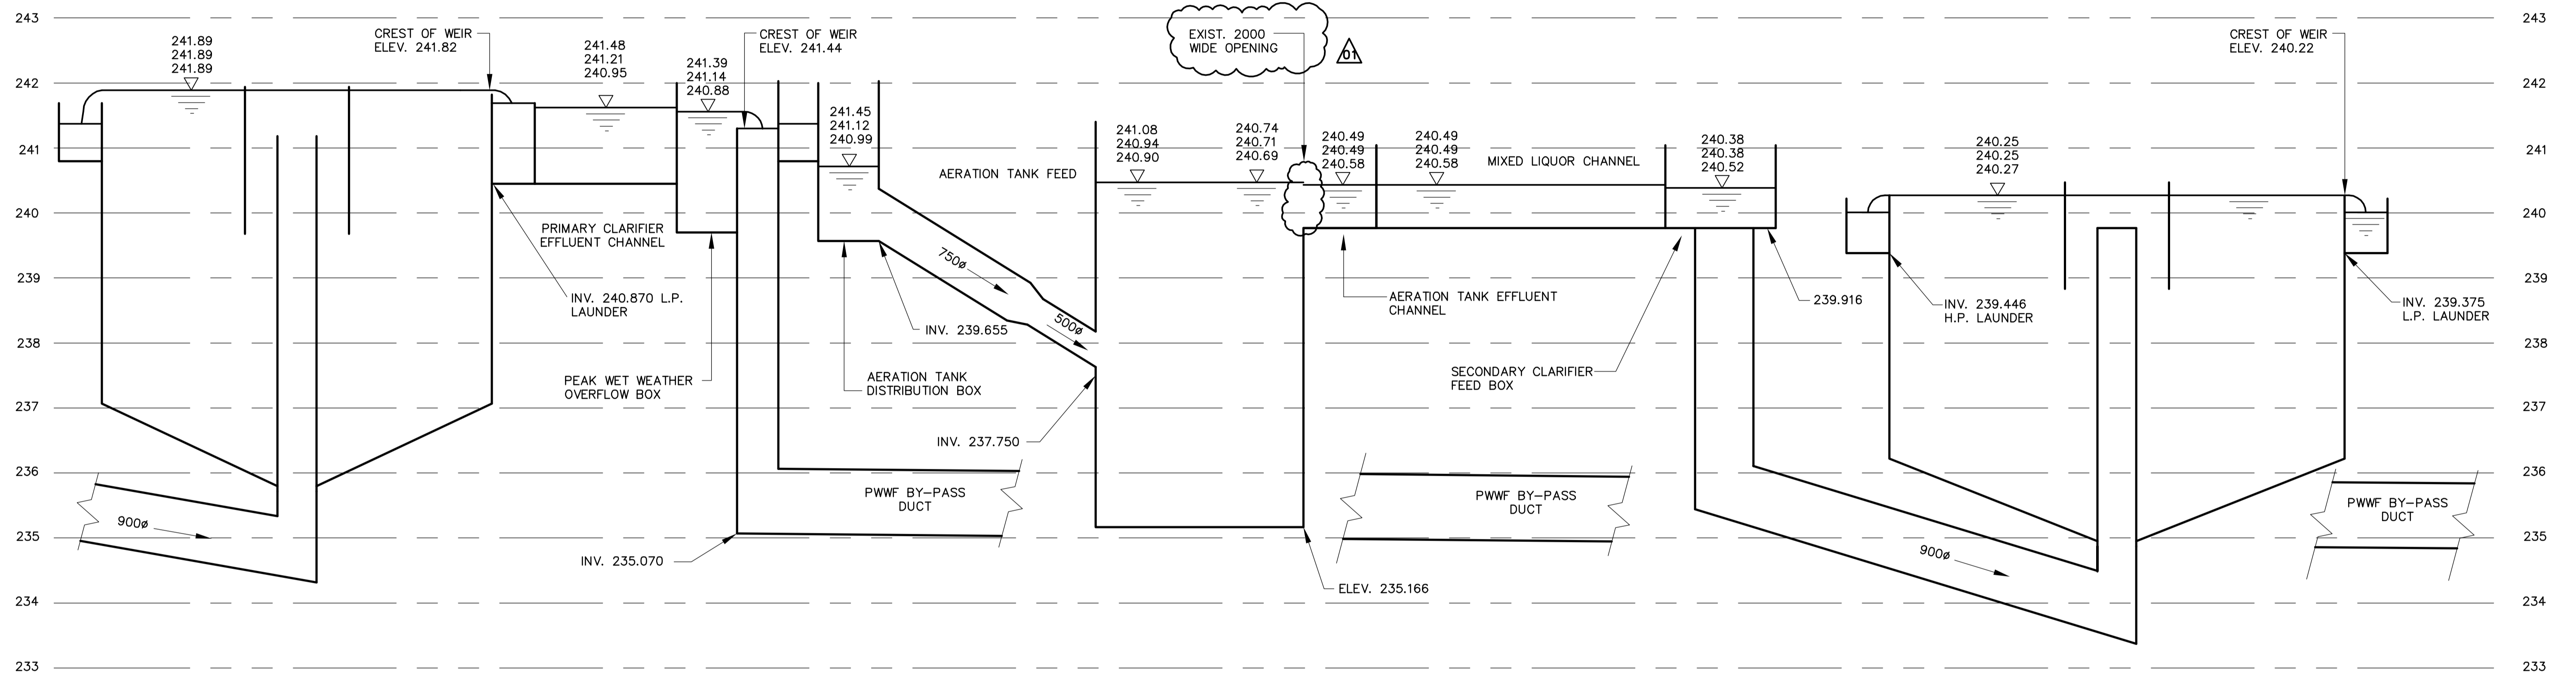 243
243
242
242
241
241
240
240
239
239
238
238
237
237
236
236
235
235
234
234
233
233
241.89
241.89
241.89
CREST OF WEIR
ELEV. 241.82
241.48
241.21
240.95
241.39
241.14
240.88
CREST OF WEIR
ELEV. 241.44
241.45
241.12
240.99
AERATION TANK FEED
241.08
240.94
240.90
240.74
240.71
240.69
EXIST. 2000
WIDE OPENING
01
240.49
240.49
240.58
240.49
240.49
240.58
MIXED LIQUOR CHANNEL
240.38
240.38
240.52
240.25
240.25
240.27
CREST OF WEIR
ELEV. 240.22
PRIMARY CLARIFIER
EFFLUENT CHANNEL
INV. 240.870 L.P.
LAUNDER
PEAK WET WEATHER
OVERFLOW BOX
INV. 239.655
AERATION TANK
DISTRIBUTION BOX
750ø
500ø
INV. 237.750
AERATION TANK EFFLUENT
CHANNEL
SECONDARY CLARIFIER
FEED BOX
239.916
INV. 239.446
H.P. LAUNDER
INV. 239.375
L.P. LAUNDER
900ø
INV. 235.070
PWWF BY-PASS
DUCT
ELEV. 235.166
PWWF BY-PASS
DUCT
900ø
PWWF BY-PASS
DUCT